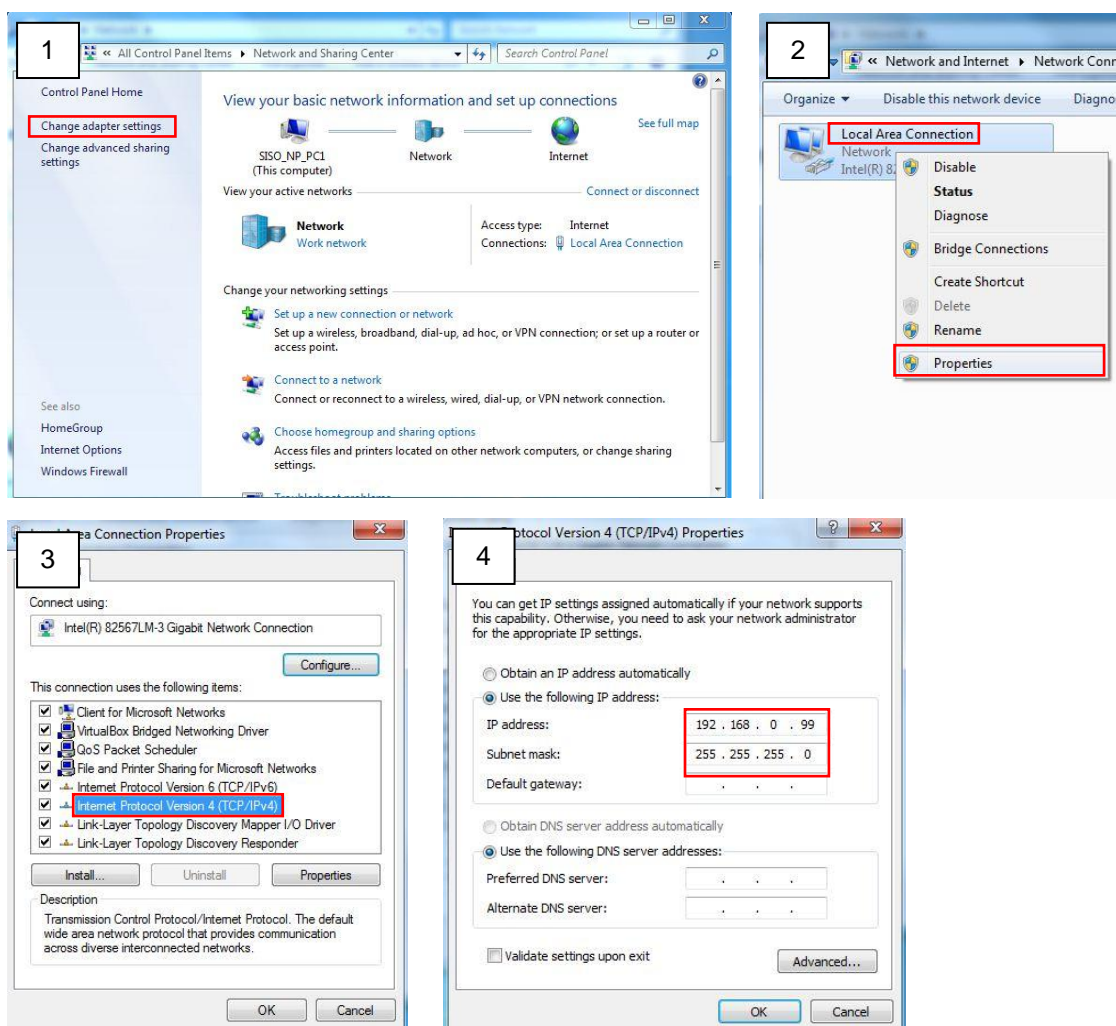 1
« All Control Panel Items ▸ Network and Sharing Center
Search Control Panel
Control Panel Home
Change adapter settings
Change advanced sharing
settings
See also
HomeGroup
Internet Options
Windows Firewall
View your basic network information and set up connections
See full map
SISO_NP_PC1
(This computer)
Network
Internet
View your active networks
Connect or disconnect
Network
Work network
Access type: Internet
Connections: Local Area Connection
Change your networking settings
Set up a new connection or network
Set up a wireless, broadband, dial-up, ad hoc, or VPN connection; or set up a router or
access point.
Connect to a network
Connect or reconnect to a wireless, wired, dial-up, or VPN network connection.
Choose homegroup and sharing options
Access files and printers located on other network computers, or change sharing
settings.
Troubleshoot problems
2
« Network and Internet ▸ Network Conn
Organize
Disable this network device
Diagno
Local Area Connection
Network
Intel(R) 82
Disable
Status
Diagnose
Bridge Connections
Create Shortcut
Delete
Rename
Properties
3
ea Connection Properties
Connect using:
Intel(R) 82567LM-3 Gigabit Network Connection
Configure...
This connection uses the following items:
Client for Microsoft Networks
VirtualBox Bridged Networking Driver
QoS Packet Scheduler
File and Printer Sharing for Microsoft Networks
Internet Protocol Version 6 (TCP/IPv6)
Internet Protocol Version 4 (TCP/IPv4)
Link-Layer Topology Discovery Mapper I/O Driver
Link-Layer Topology Discovery Responder
Install...
Uninstall
Properties
Description
Transmission Control Protocol/Internet Protocol. The default
wide area network protocol that provides communication
across diverse interconnected networks.
OK
Cancel
4
otocol Version 4 (TCP/IPv4) Properties
You can get IP settings assigned automatically if your network supports
this capability. Otherwise, you need to ask your network administrator
for the appropriate IP settings.
Obtain an IP address automatically
Use the following IP address:
IP address: 192 . 168 . 0 . 99
Subnet mask: 255 . 255 . 255 . 0
Default gateway: . . .
Obtain DNS server address automatically
Use the following DNS server addresses:
Preferred DNS server: . . .
Alternate DNS server: . . .
Validate settings upon exit
Advanced...
OK
Cancel